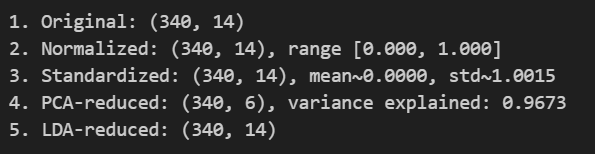 1. Original: (340, 14)
2. Normalized: (340, 14), range [0.000, 1.000]
3. Standardized: (340, 14), mean~0.0000, std~1.0015
4. PCA-reduced: (340, 6), variance explained: 0.9673
5. LDA-reduced: (340, 14)